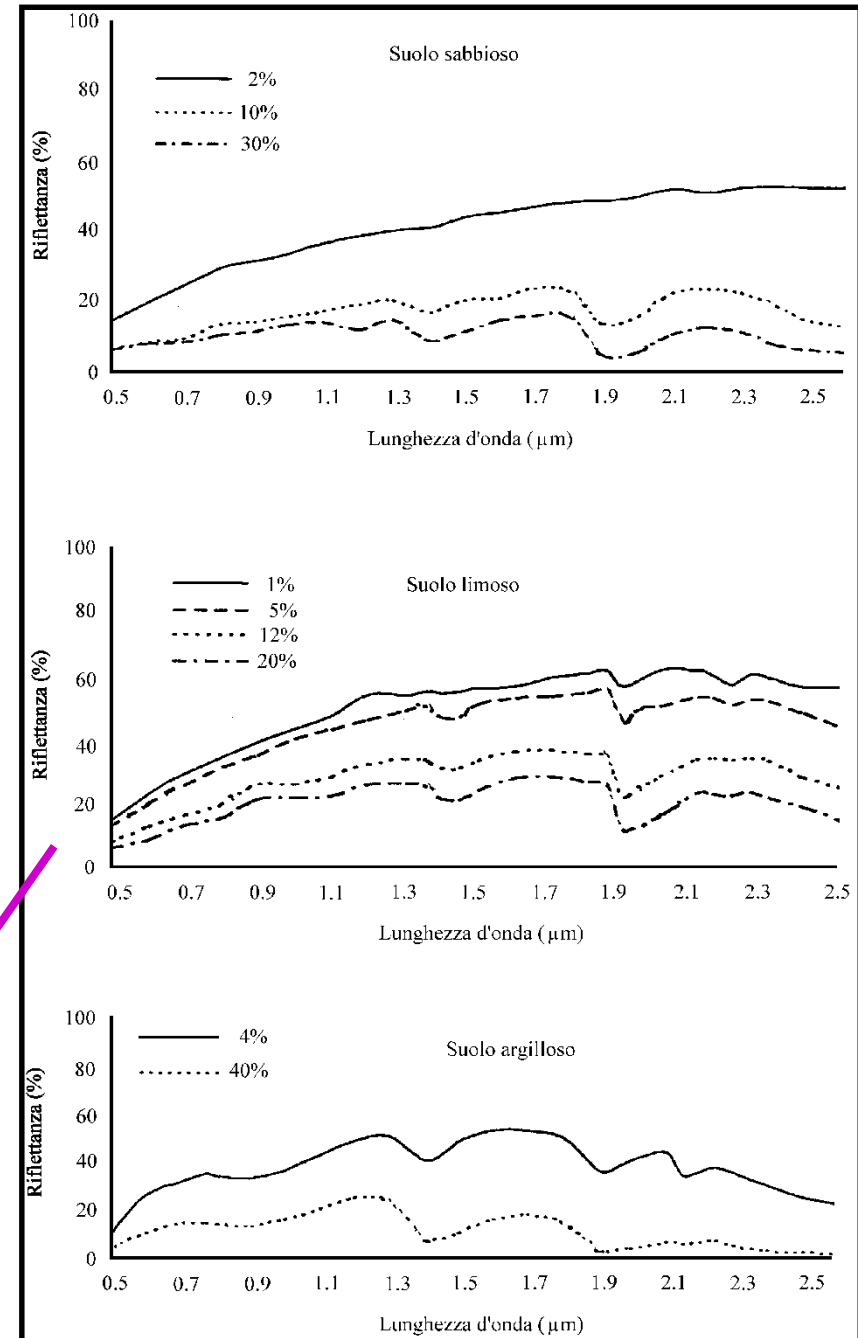 Suolo sabbioso
2%
10%
30%
Riflettanza (%)
100
80
60
40
20
0
0.5 0.7 0.9 1.1 1.3 1.5 1.7 1.9 2.1 2.3 2.5
Lunghezza d'onda (µm)
Suolo limoso
1%
5%
12%
20%
Riflettanza (%)
100
80
60
40
20
0
0.5 0.7 0.9 1.1 1.3 1.5 1.7 1.9 2.1 2.3 2.5
Lunghezza d'onda (µm)
Suolo argilloso
4%
40%
Riflettanza (%)
100
80
60
40
20
0
0.5 0.7 0.9 1.1 1.3 1.5 1.7 1.9 2.1 2.3 2.5
Lunghezza d'onda (µm)